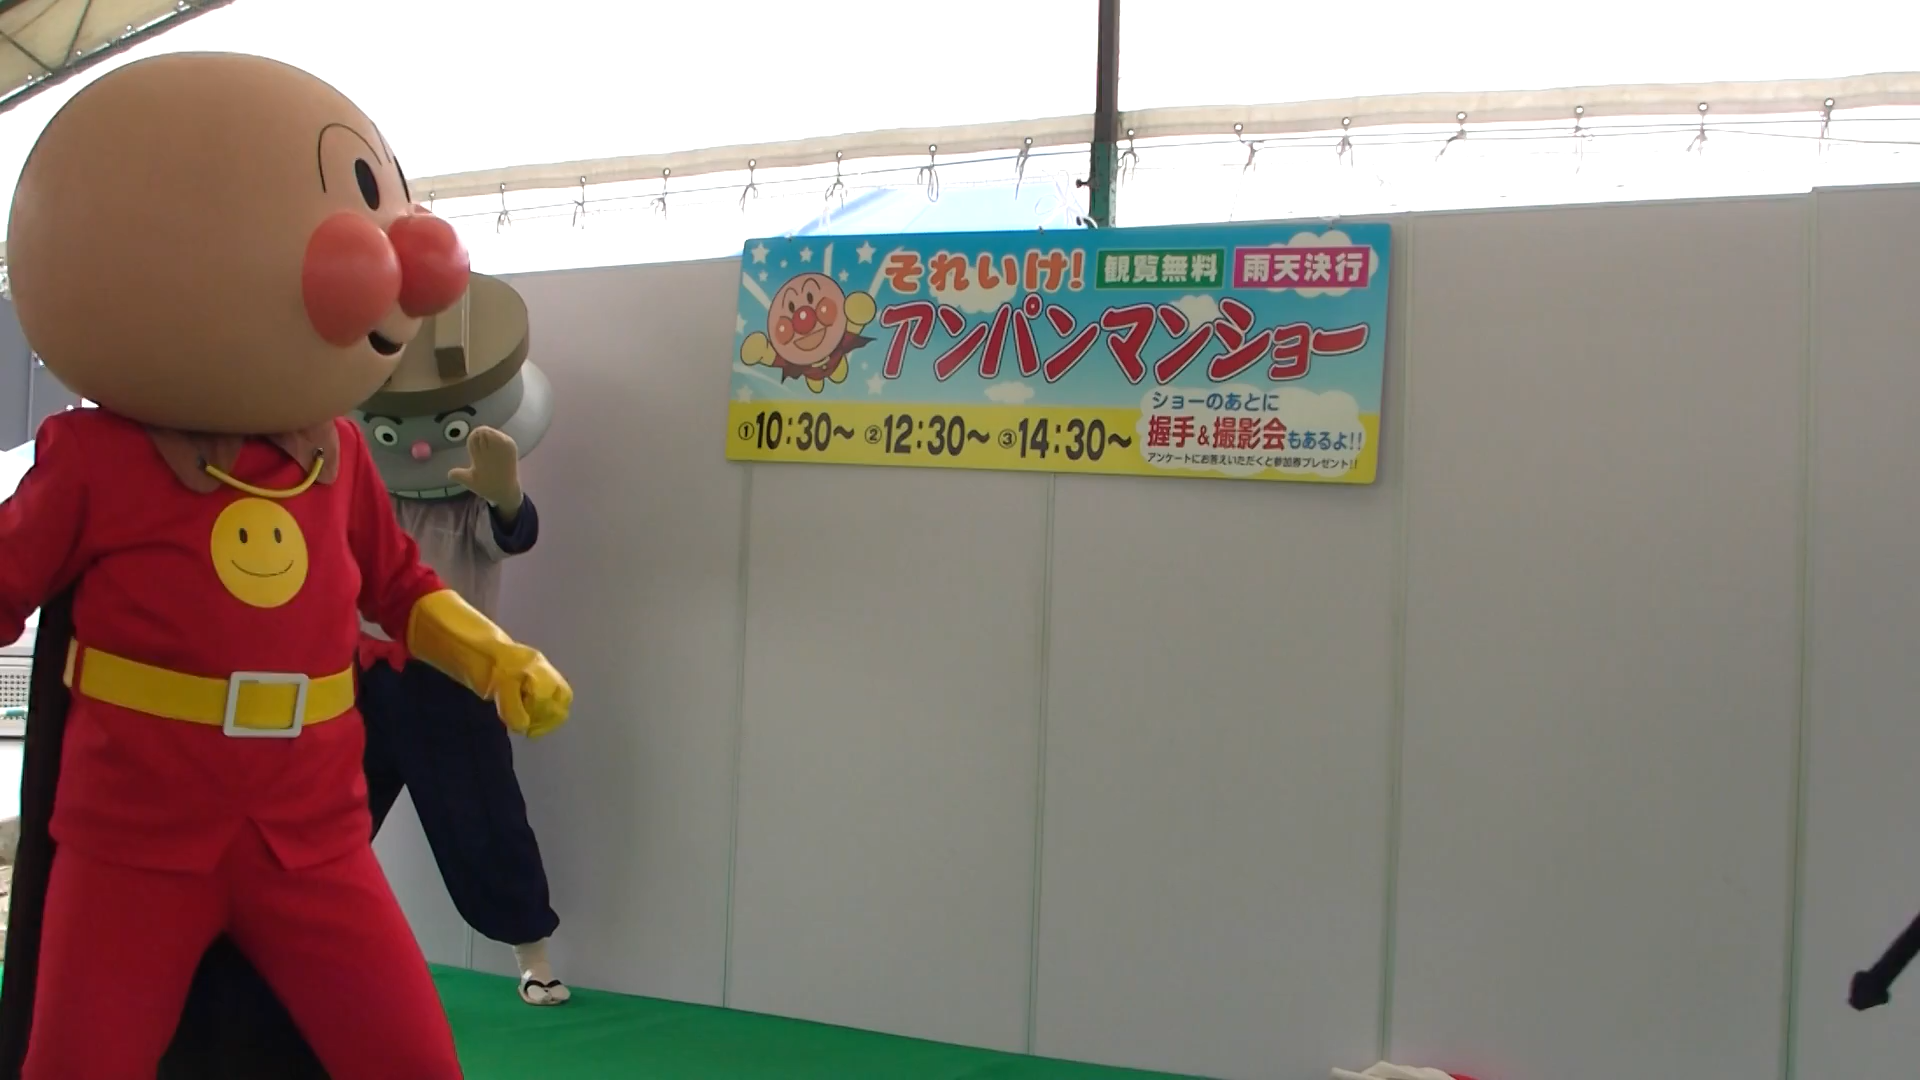 それいけ! 観覧無料 雨天決行
アンパンマンショー
①10:30~ ②12:30~ ③14:30~
ショーのあとに
握手&撮影会もあるよ!!
アンケートにお答えいただくと参加券プレゼント!!